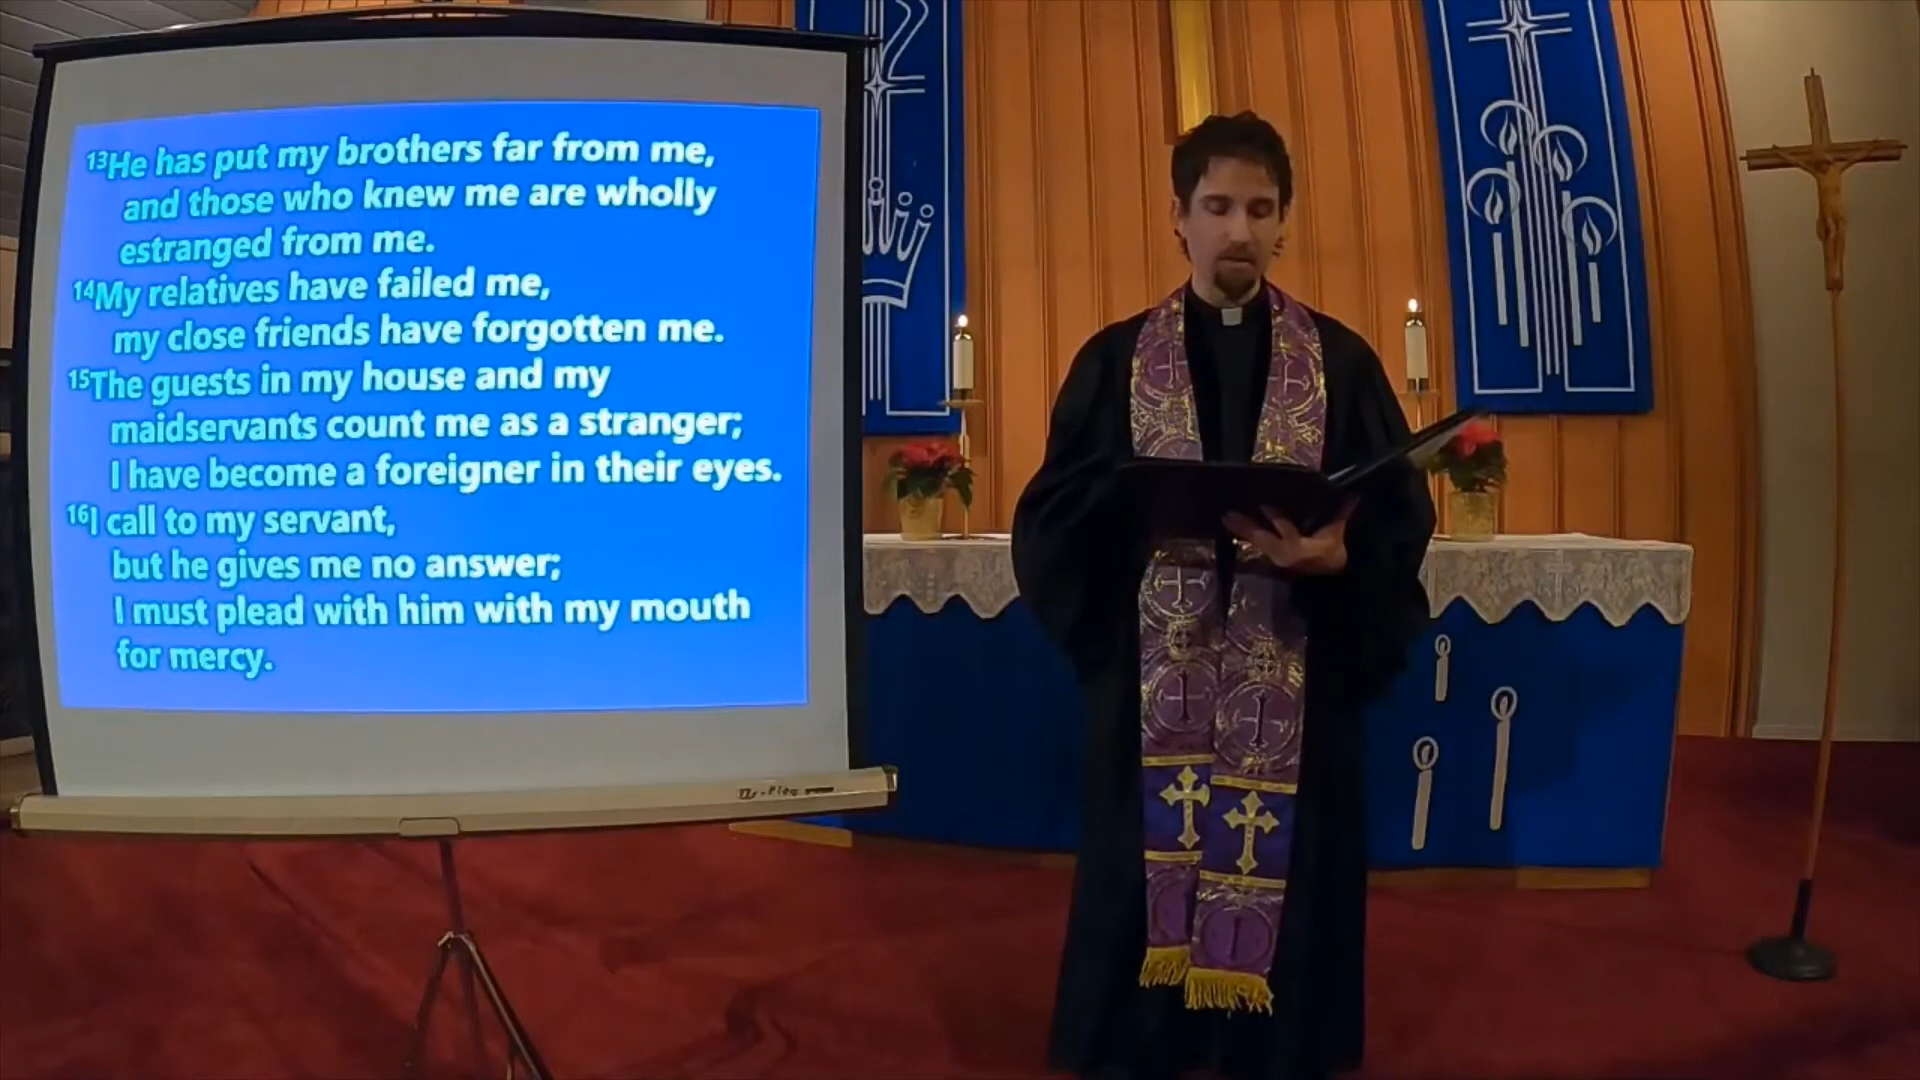 ¹³He has put my brothers far from me,
and those who knew me are wholly
estranged from me.
¹⁴My relatives have failed me,
my close friends have forgotten me.
¹⁵The guests in my house and my
maidservants count me as a stranger;
I have become a foreigner in their eyes.
¹⁶I call to my servant,
but he gives me no answer;
I must plead with him with my mouth
for mercy.